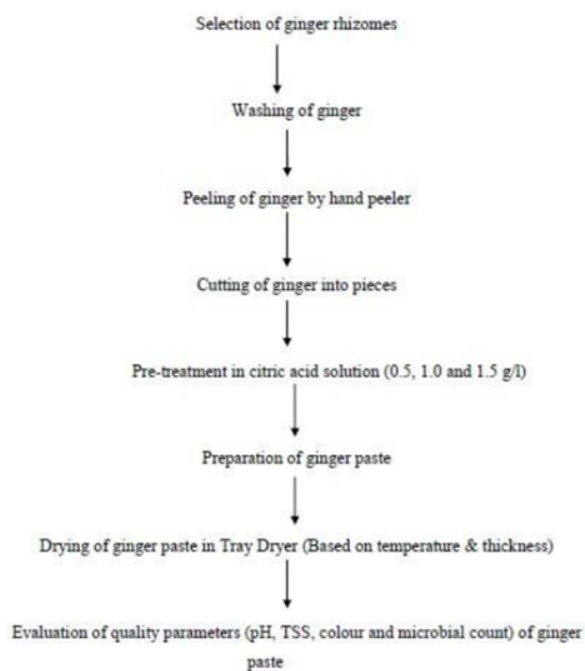 Selection of ginger rhizomes
Washing of ginger
Peeling of ginger by hand peeler
Cutting of ginger into pieces
Pre-treatment in citric acid solution (0.5, 1.0 and 1.5 g/l)
Preparation of ginger paste
Drying of ginger paste in Tray Dryer (Based on temperature & thickness)
Evaluation of quality parameters (pH, TSS, colour and microbial count) of ginger
paste